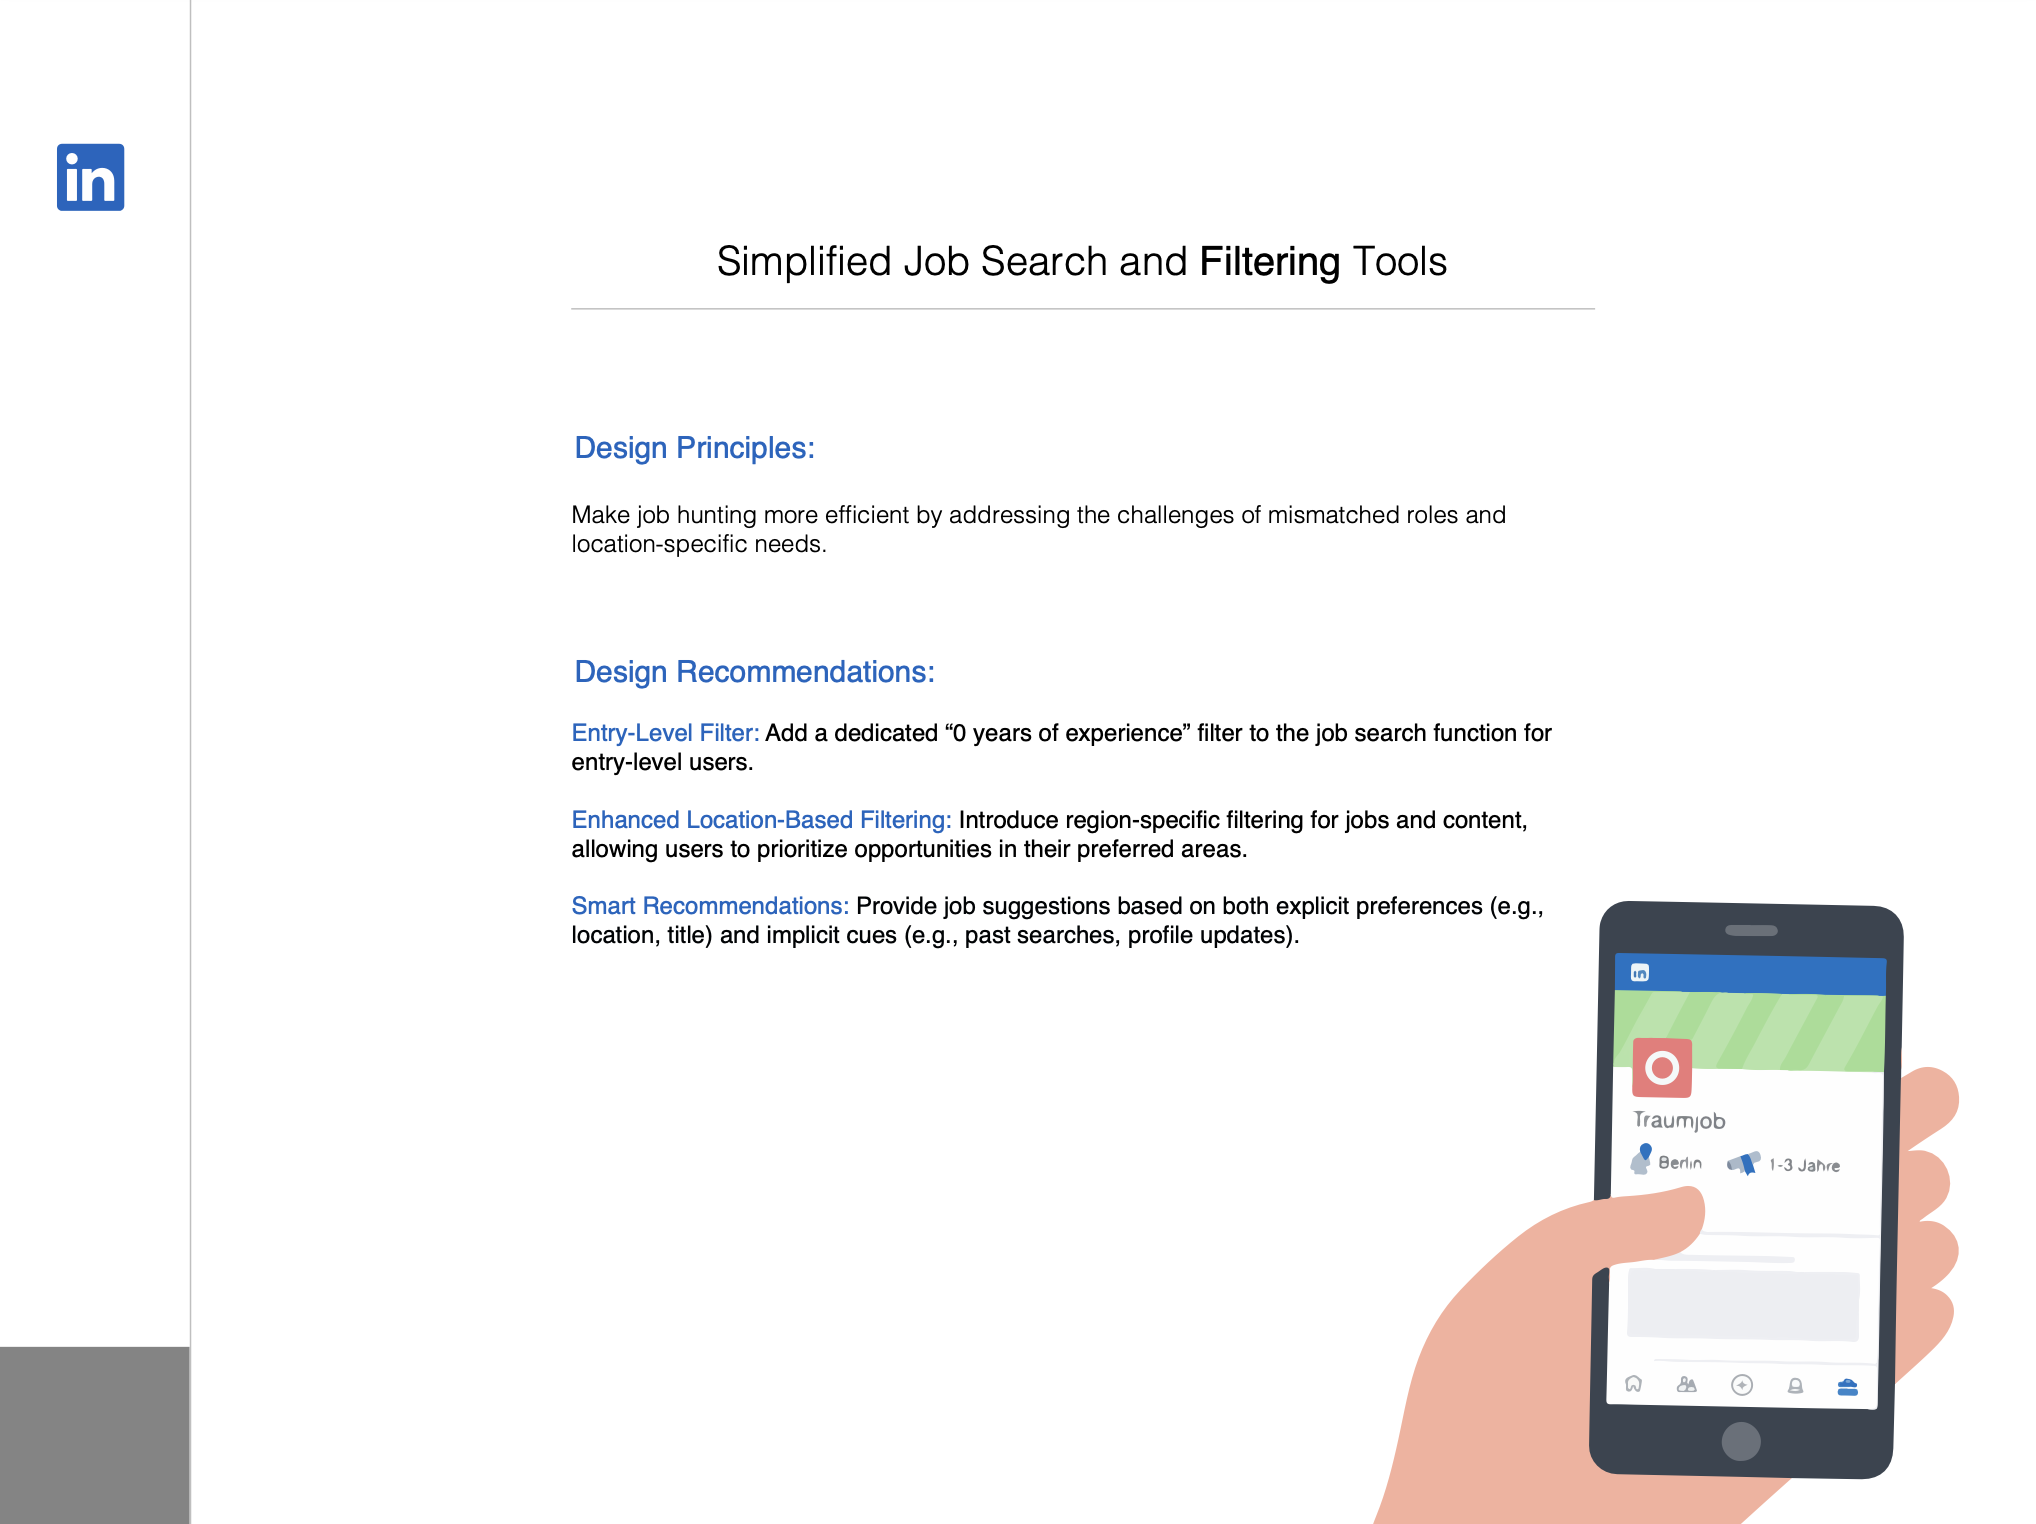 in
Simplified Job Search and Filtering Tools
Design Principles:
Make job hunting more efficient by addressing the challenges of mismatched roles and
location-specific needs.
Design Recommendations:
Entry-Level Filter: Add a dedicated “0 years of experience” filter to the job search function for
entry-level users.
Enhanced Location-Based Filtering: Introduce region-specific filtering for jobs and content,
allowing users to prioritize opportunities in their preferred areas.
Smart Recommendations: Provide job suggestions based on both explicit preferences (e.g.,
location, title) and implicit cues (e.g., past searches, profile updates).
in
Traumjob
Berlin 1-3 Jahre